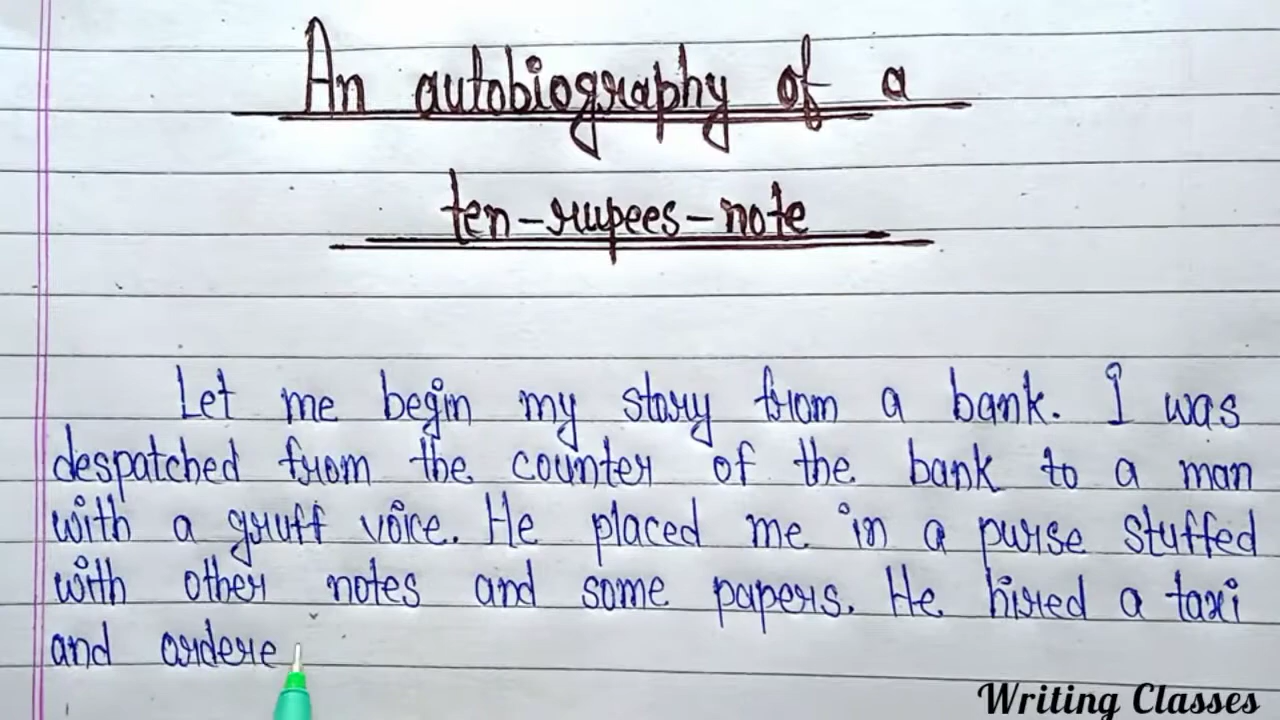 An autobiography of a
ten-rupees-note
Let me begin my story from a bank. I was
despatched from the counter of the bank to a man
with a gruff voice. He placed me in a purse stuffed
with other notes and some papers. He hired a taxi
and ordere
Writing Classes